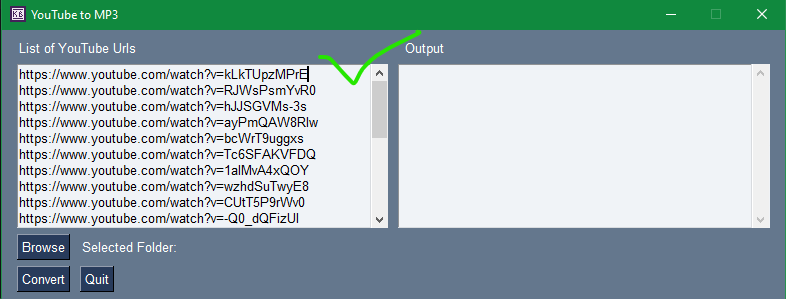 YouTube to MP3
List of YouTube Urls
Output
https://www.youtube.com/watch?v=kLkTUpzMPrE
https://www.youtube.com/watch?v=RJWsPsmYvR0
https://www.youtube.com/watch?v=hJJSGVMs-3s
https://www.youtube.com/watch?v=ayPmQAW8RIw
https://www.youtube.com/watch?v=bcWrT9uggxs
https://www.youtube.com/watch?v=Tc6SFAKVFDQ
https://www.youtube.com/watch?v=1alMvA4xQOY
https://www.youtube.com/watch?v=wzhdSuTwyE8
https://www.youtube.com/watch?v=CUtT5P9rWv0
https://www.youtube.com/watch?v=-Q0_dQFizUI
Browse
Selected Folder:
Convert
Quit